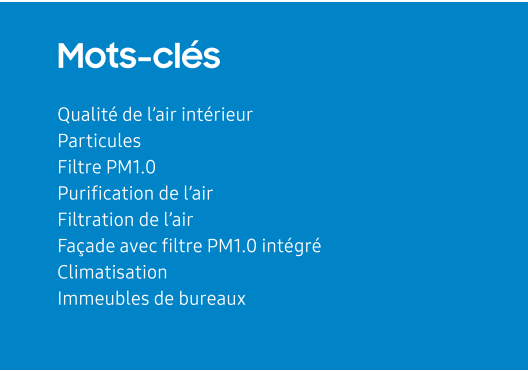 Mots-clés
Qualité de l'air intérieur
Particules
Filtre PM1.0
Purification de l'air
Filtration de l'air
Façade avec filtre PM1.0 intégré
Climatisation
Immeubles de bureaux